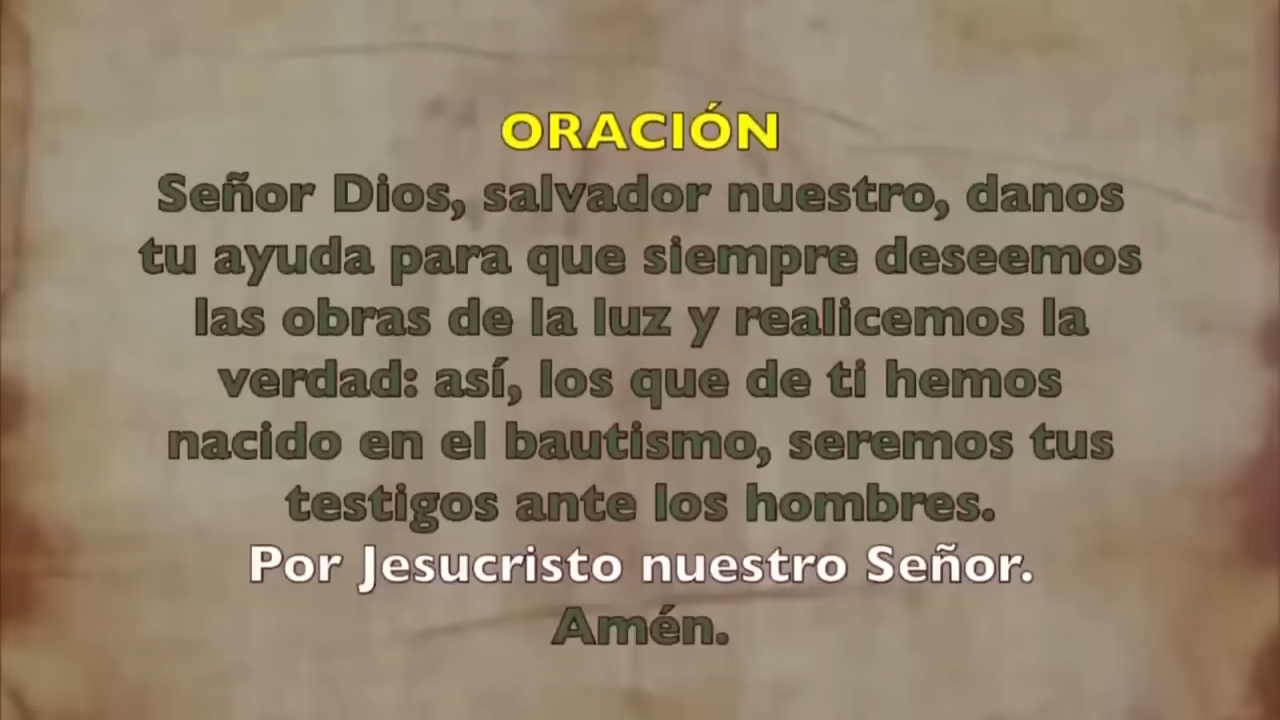 ORACIÓN
Señor Dios, salvador nuestro, danos
tu ayuda para que siempre deseemos
las obras de la luz y realicemos la
verdad: así, los que de ti hemos
nacido en el bautismo, seremos tus
testigos ante los hombres.
Por Jesucristo nuestro Señor.
Amén.